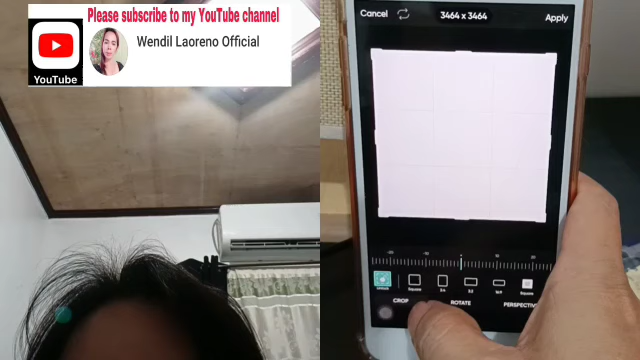 Please subscribe to my YouTube channel
Wendil Laoreno Official
YouTube
Cancel
3464 x 3464
Apply
Square
CROP
ROTATE
PERSPECTIVE